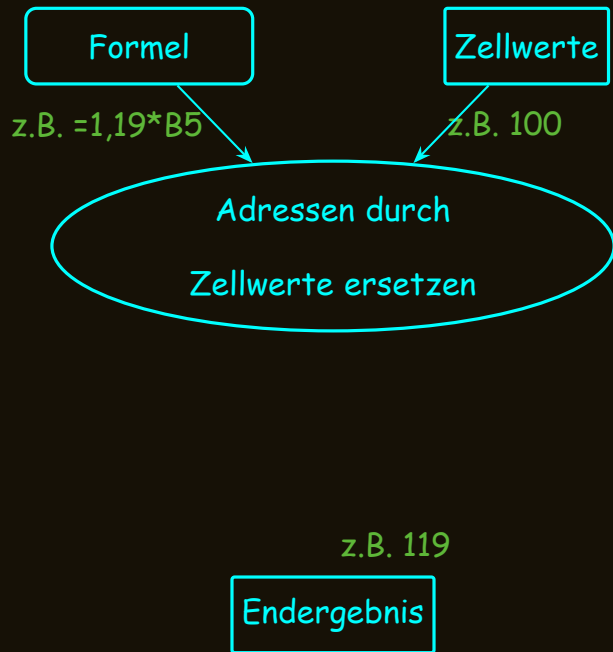 Formel
Zellwerte
z.B. =1,19*B5
z.B. 100
Adressen durch
Zellwerte ersetzen
z.B. 119
Endergebnis